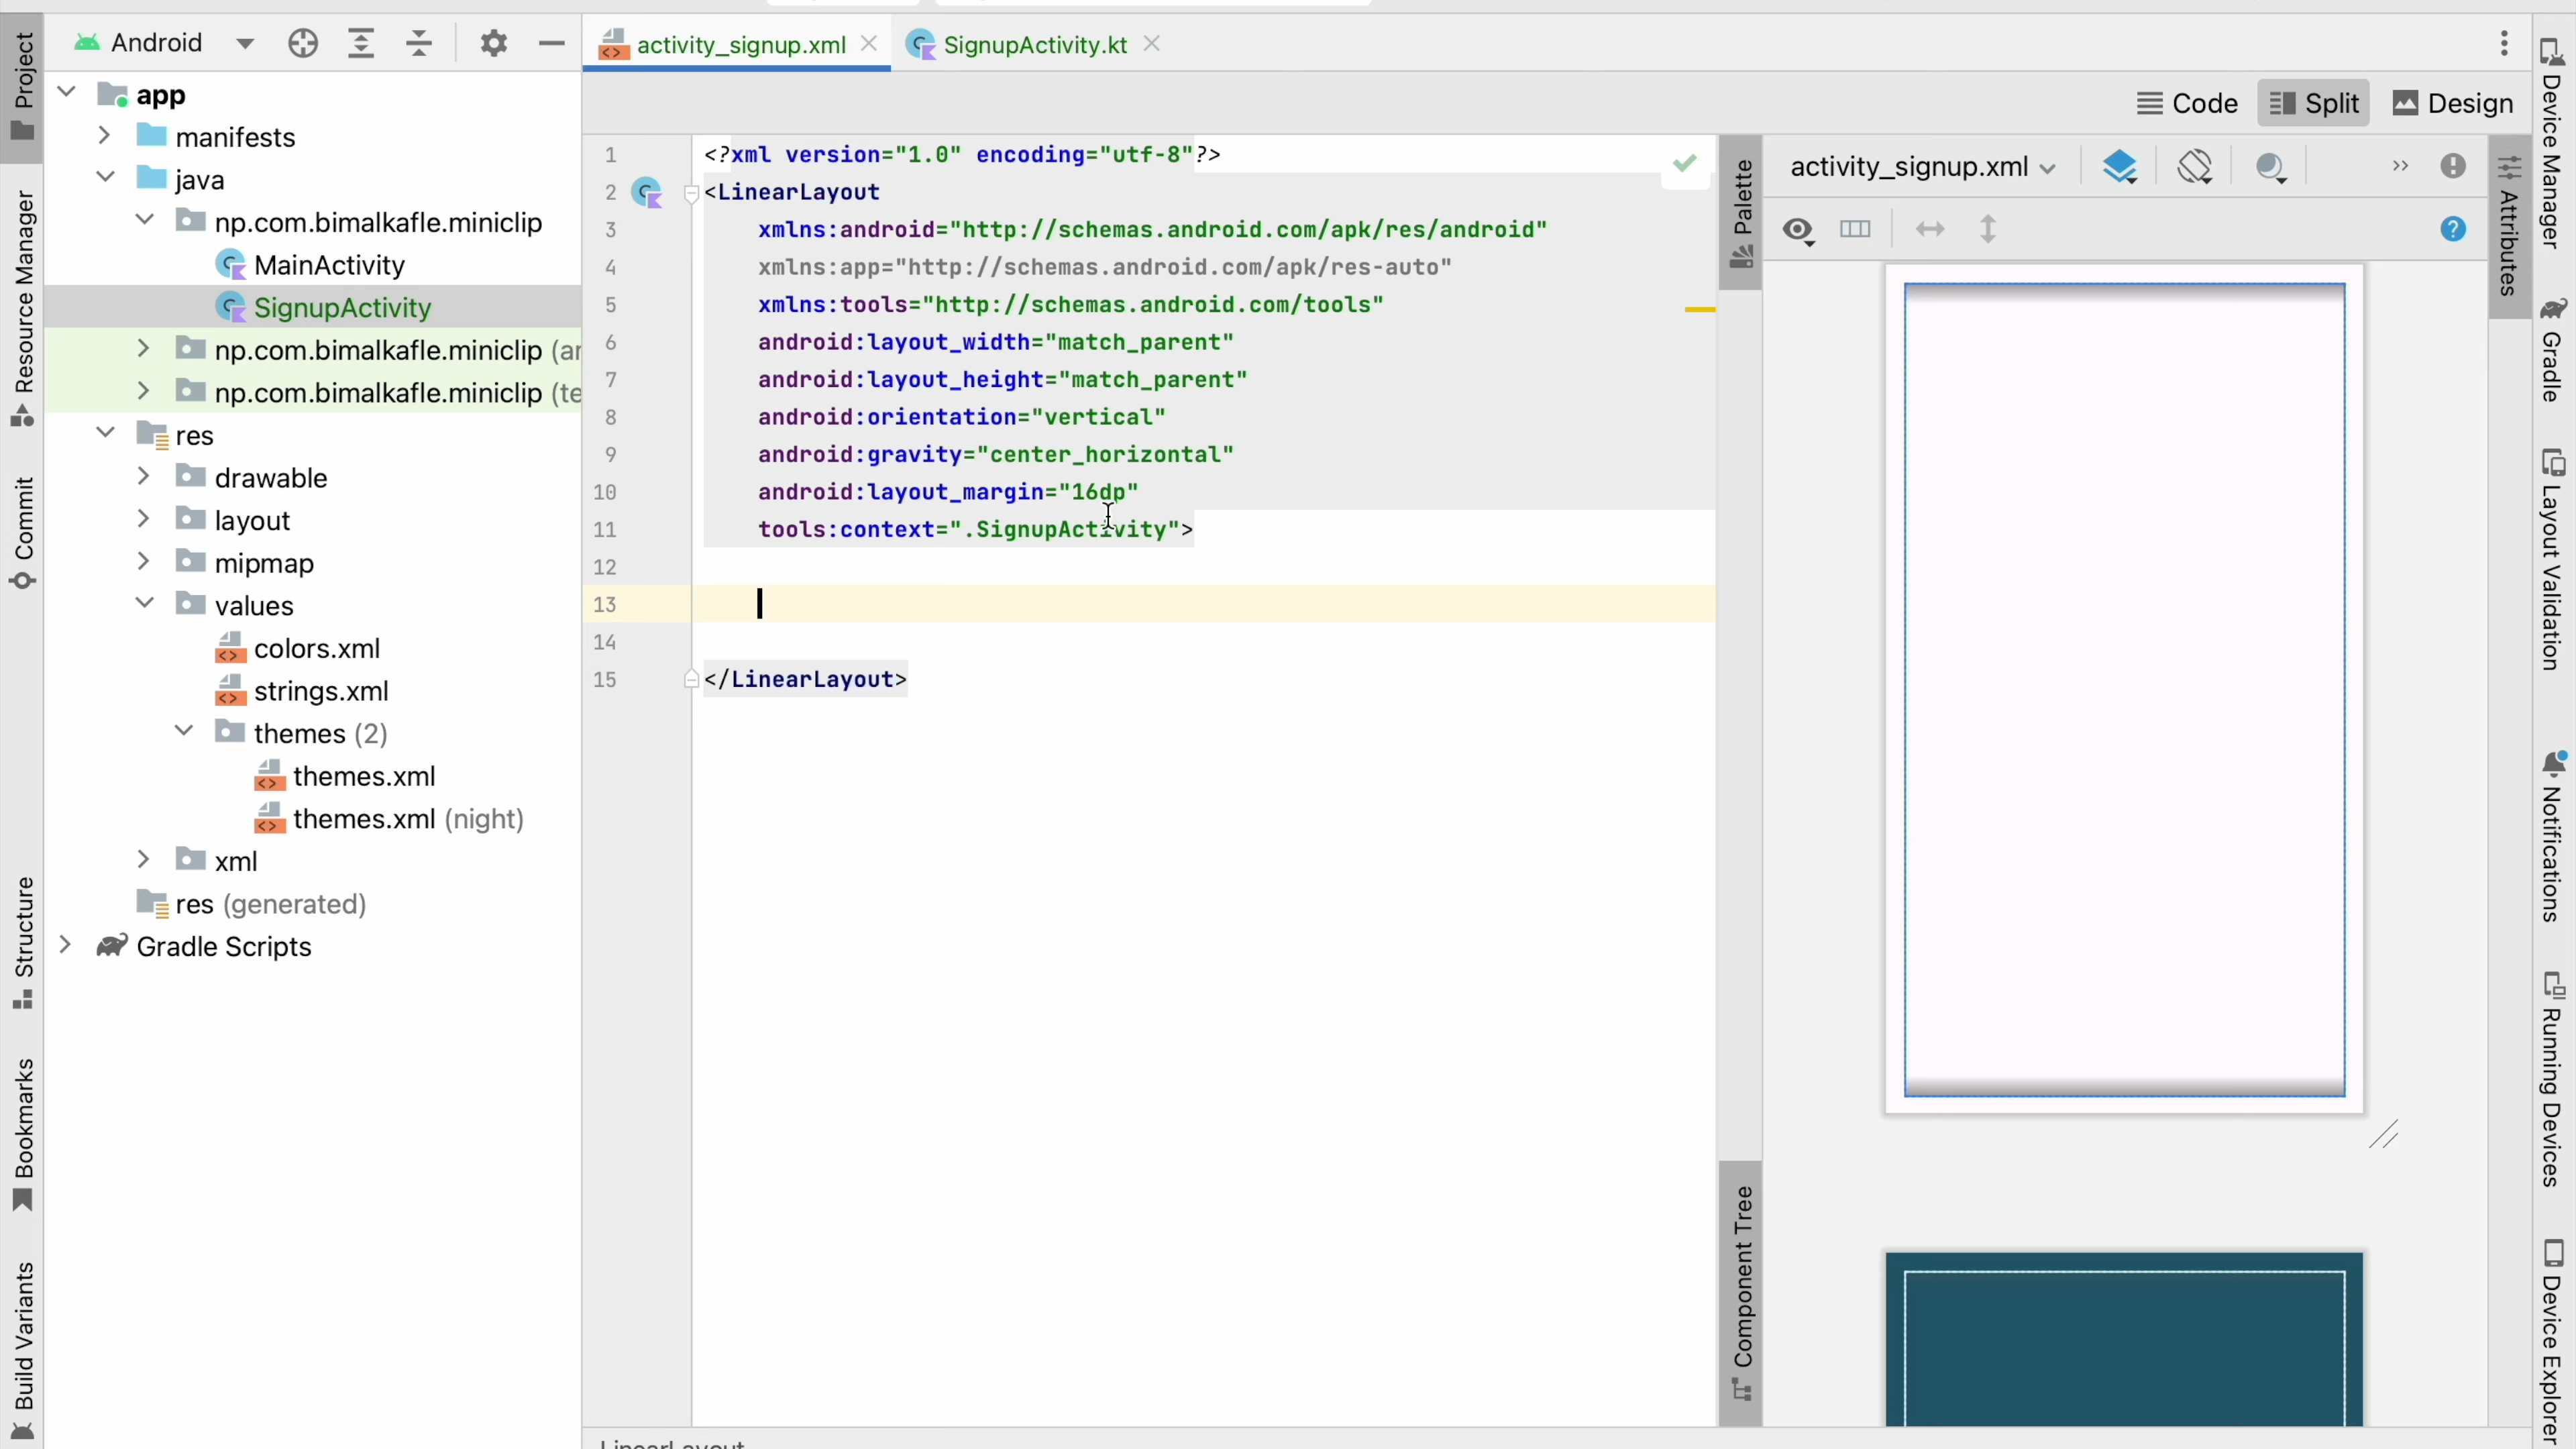 Project
Resource Manager
Commit
Structure
Bookmarks
Build Variants
Android
app
manifests
java
np.com.bimalkafle.miniclip
MainActivity
SignupActivity
np.com.bimalkafle.miniclip (ar
np.com.bimalkafle.miniclip (te
res
drawable
layout
mipmap
values
colors.xml
strings.xml
themes (2)
themes.xml
themes.xml (night)
xml
res (generated)
Gradle Scripts
activity_signup.xml
SignupActivity.kt
Code
Split
Design
1 <?xml version="1.0" encoding="utf-8"?>
2 <LinearLayout
3 xmlns:android="http://schemas.android.com/apk/res/android"
4 xmlns:app="http://schemas.android.com/apk/res-auto"
5 xmlns:tools="http://schemas.android.com/tools"
6 android:layout_width="match_parent"
7 android:layout_height="match_parent"
8 android:orientation="vertical"
9 android:gravity="center_horizontal"
10 android:layout_margin="16dp"
11 tools:context=".SignupActivity">
12
13
14
15 </LinearLayout>
LinearLayout
Palette
Component Tree
activity_signup.xml
Attributes
Device Manager
Gradle
Layout Validation
Notifications
Running Devices
Device Explorer